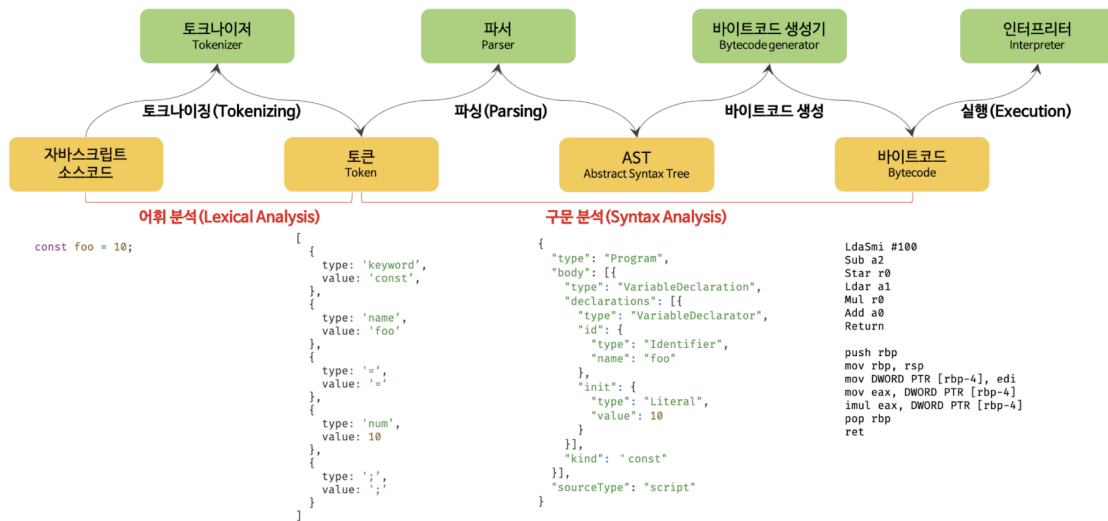 토크나이저
Tokenizer
파서
Parser
바이트코드 생성기
Bytecode generator
인터프리터
Interpreter
토크나이징(Tokenizing)
파싱(Parsing)
바이트코드 생성
실행(Execution)
자바스크립트
소스코드
토큰
Token
AST
Abstract Syntax Tree
바이트코드
Bytecode
어휘 분석(Lexical Analysis)
구문 분석(Syntax Analysis)
const foo = 10;
[
  {
    type: 'keyword’,
    value: 'const',
  },
  {
    type: 'name’,
    value: 'foo'
  },
  {
    type: '=‘,
    value: '=‘
  },
  {
    type: 'num’,
    value: 10
  },
  {
    type: ';’,
    value: ';’
  }
]
{
  "type": "Program",
  "body": [{
    "type": "VariableDeclaration",
    "declarations": [{
      "type": "VariableDeclarator",
      "id": {
        "type": "Identifier",
        "name": "foo"
      },
      "init": {
        "type": "Literal",
        "value": 10
      }
    }],
    "kind": “const"
  }],
  "sourceType": "script"
}
LdaSmi #100
Sub a2
Star r0
Ldar a1
Mul r0
Add a0
Return
push rbp
mov rbp, rsp
mov DWORD PTR [rbp-4], edi
mov eax, DWORD PTR [rbp-4]
imul eax, DWORD PTR [rbp-4]
pop rbp
ret